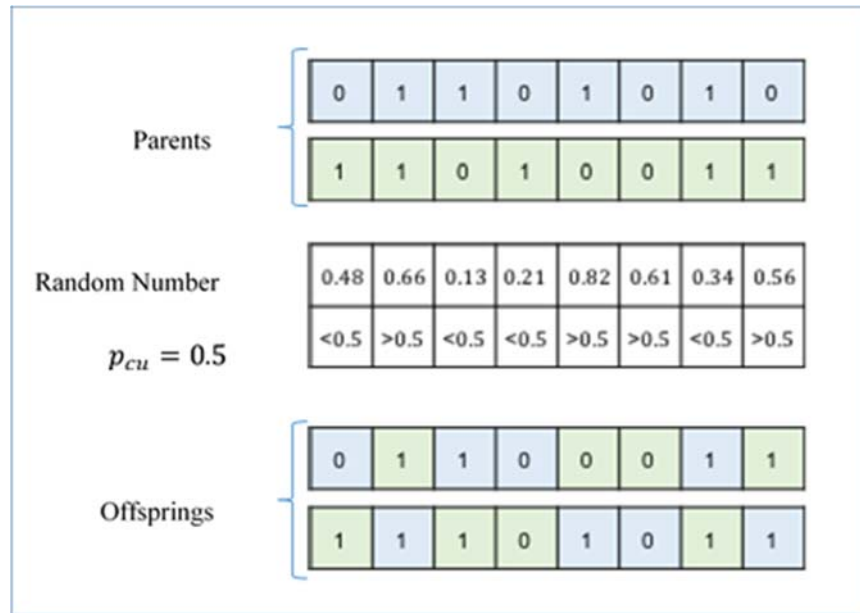 0 1 1 0 1 0 1 0
Parents
1 1 0 1 0 0 1 1
Random Number
0.48 0.66 0.13 0.21 0.82 0.61 0.34 0.56
p_cu = 0.5
<0.5 >0.5 <0.5 <0.5 >0.5 >0.5 <0.5 >0.5
0 1 1 0 0 0 1 1
Offsprings
1 1 1 0 1 0 1 1